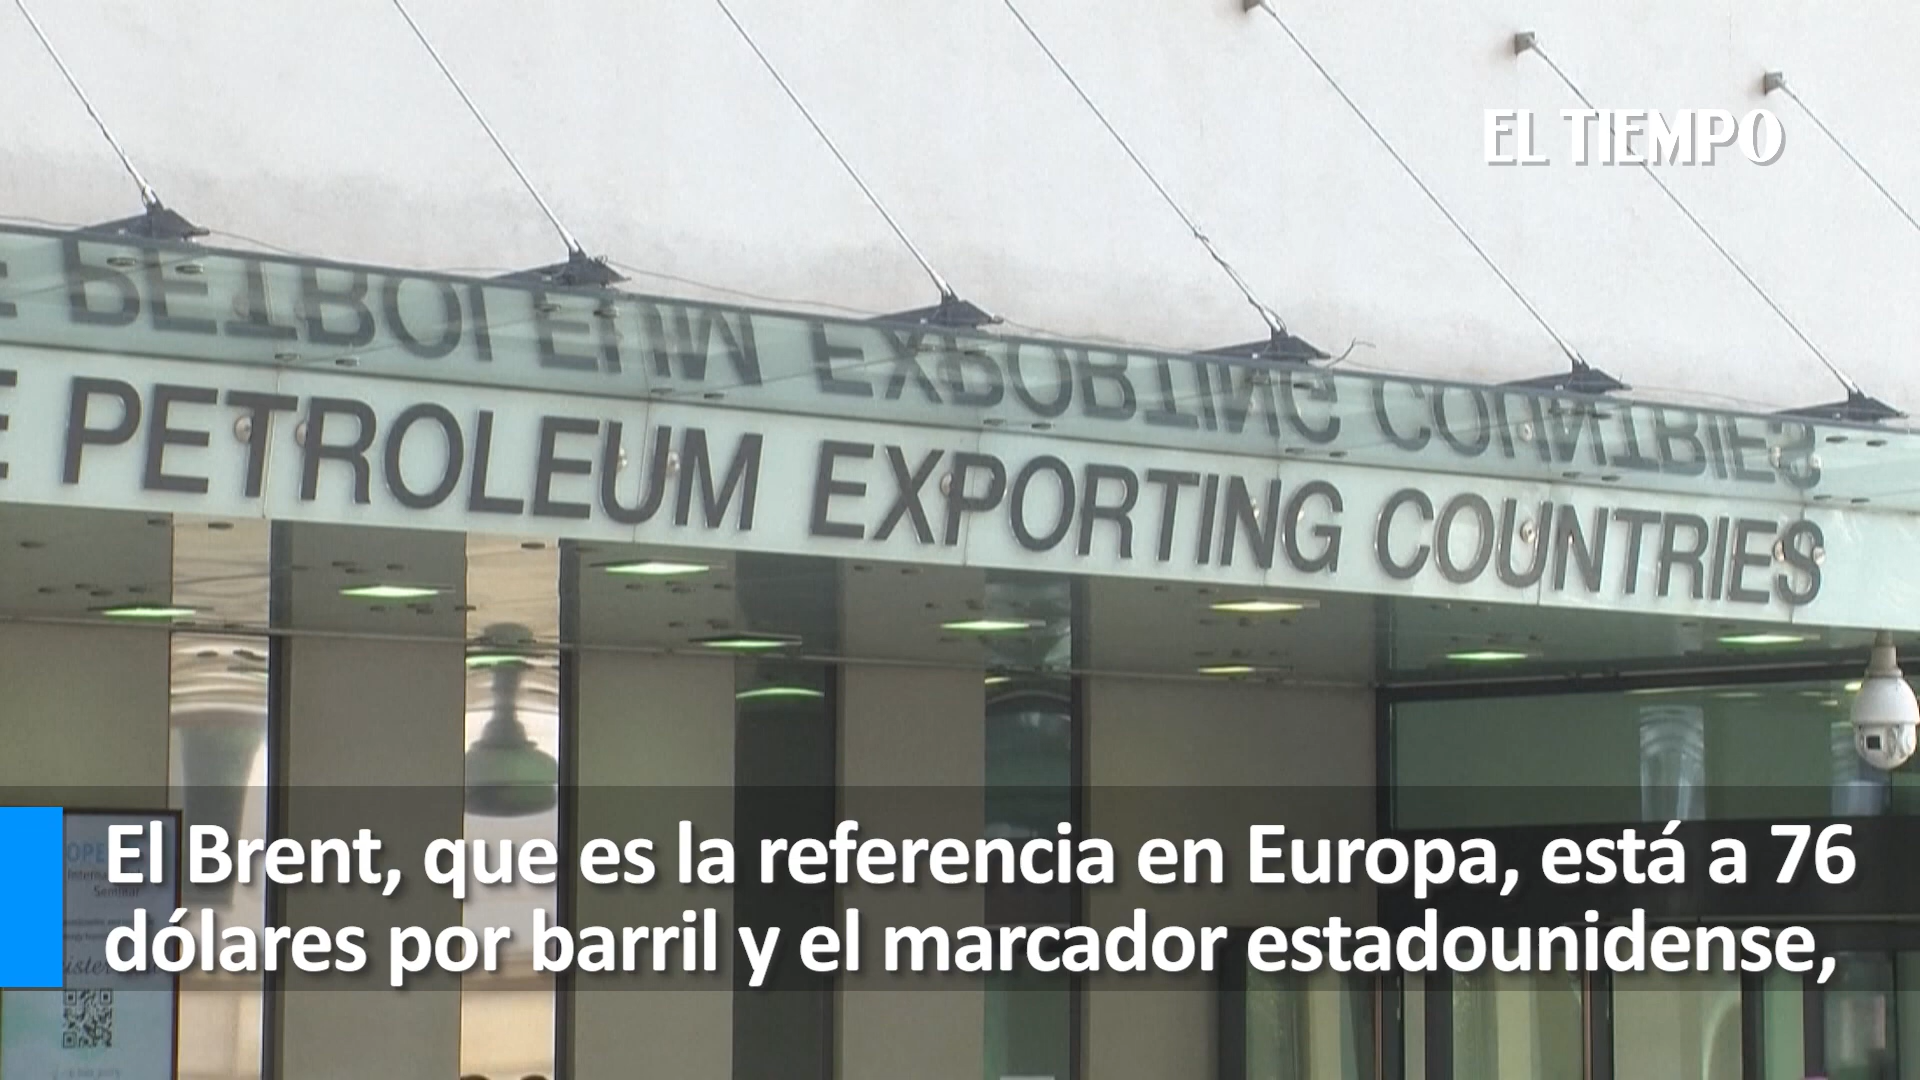 EL TIEMPO
PETROLEUM EXPORTING COUNTRIES
El Brent, que es la referencia en Europa, está a 76
dólares por barril y el marcador estadounidense,